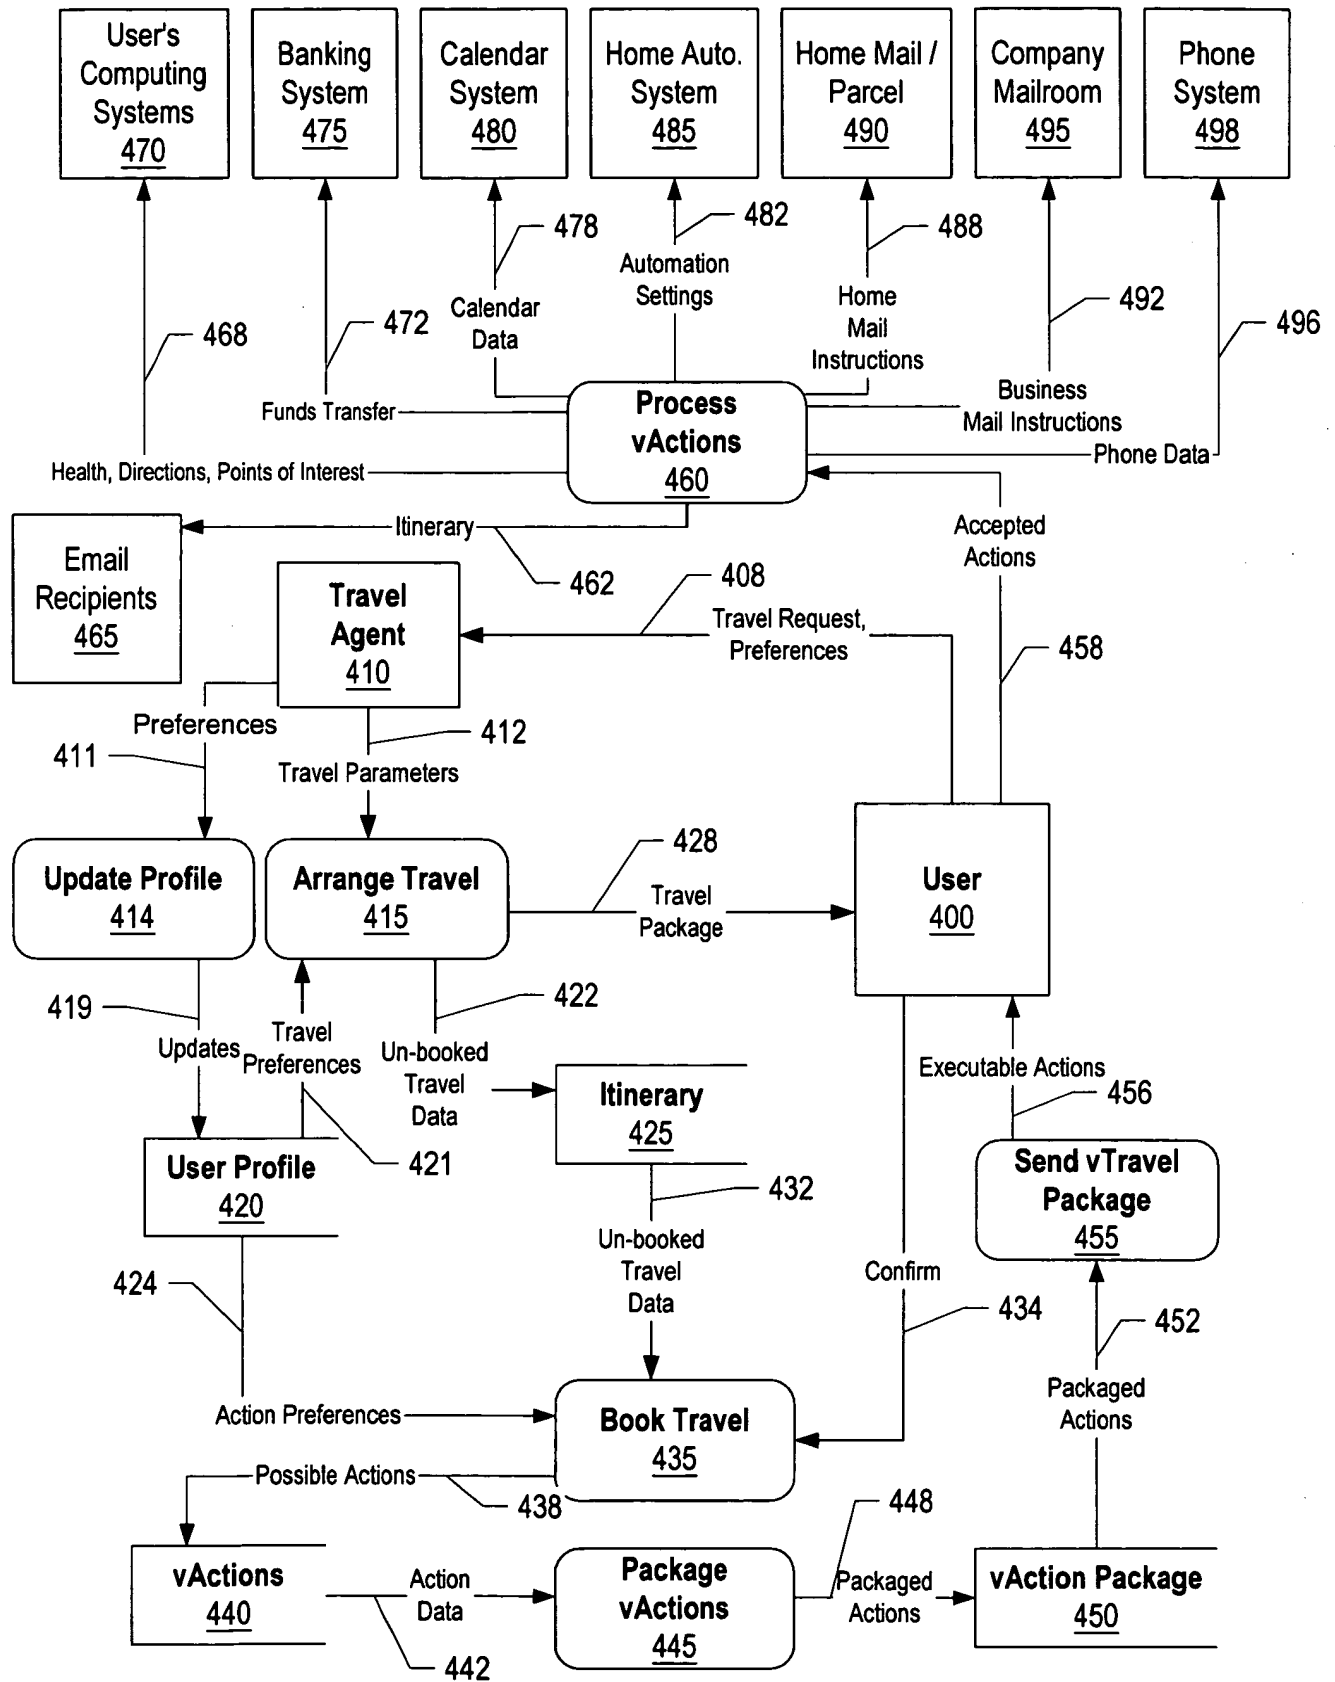 User's
Computing
Systems
470
Banking
System
475
Calendar
System
480
Home Auto.
System
485
Home Mail /
Parcel
490
Company
Mailroom
495
Phone
System
498
468
472
478
Calendar
Data
482
Automation
Settings
488
Home
Mail
Instructions
492
Business
Mail Instructions
496
Funds Transfer
Process
vActions
460
Phone Data
Health, Directions, Points of Interest
Itinerary
462
Accepted
Actions
Email
Recipients
465
Travel
Agent
410
408
Travel Request,
Preferences
458
Preferences
411
412
Travel Parameters
Update Profile
414
Arrange Travel
415
428
Travel
Package
User
400
419
Updates
Travel
Preferences
421
422
Un-booked
Travel
Data
Itinerary
425
Executable Actions
456
User Profile
420
432
Un-booked
Travel
Data
Send vTravel
Package
455
424
Confirm
434
452
Packaged
Actions
Action Preferences
Book Travel
435
Possible Actions
438
448
vActions
440
Action
Data
442
Package
vActions
445
Packaged
Actions
vAction Package
450